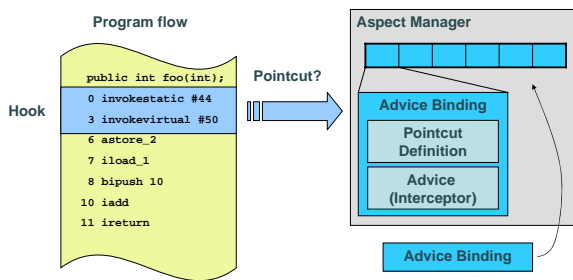 Program flow
public int foo(int);
Hook
0 invokestatic #44
3 invokevirtual #50
6 astore_2
7 iload_1
8 bipush 10
10 iadd
11 ireturn
Pointcut?
Aspect Manager
Advice Binding
Pointcut
Definition
Advice
(Interceptor)
Advice Binding